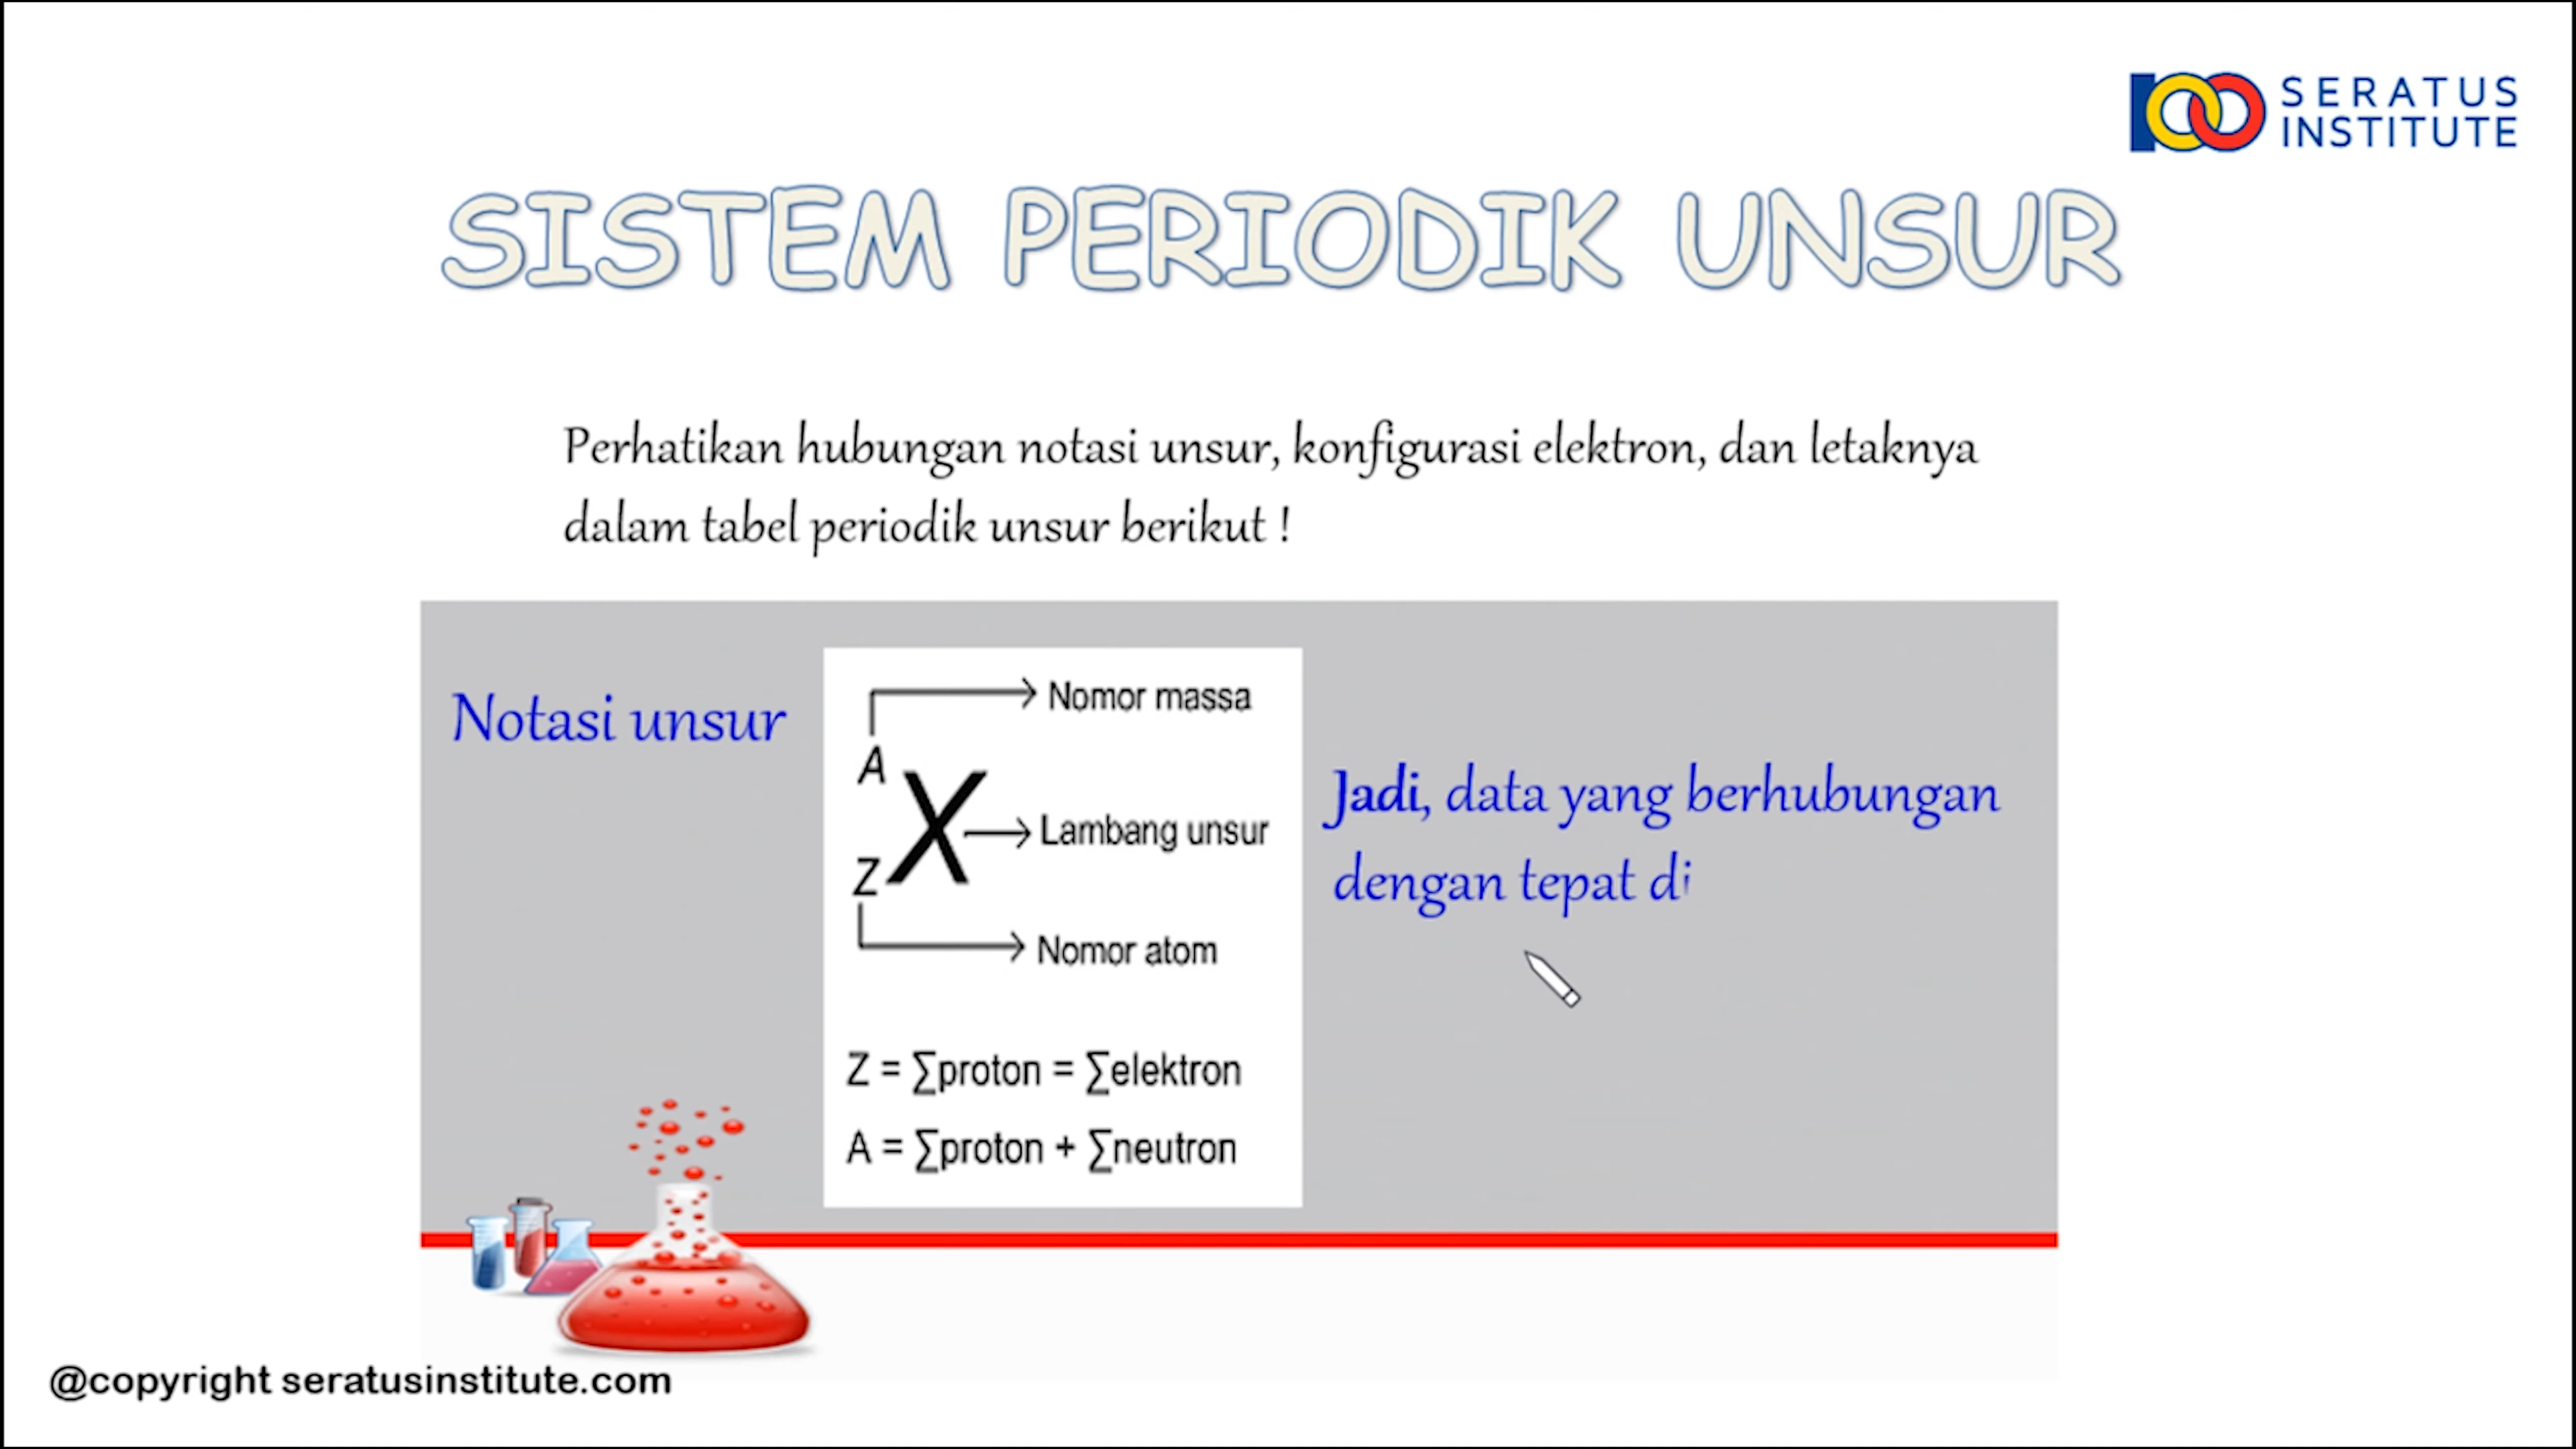 SERATUS
INSTITUTE
SISTEM PERIODIK UNSUR
Perhatikan hubungan notasi unsur, konfigurasi elektron, dan letaknya
dalam tabel periodik unsur berikut !
Notasi unsur
Nomor massa
A
X
Lambang unsur
Z
Nomor atom
Z = ∑proton = ∑elektron
A = ∑proton + ∑neutron
Jadi, data yang berhubungan
dengan tepat di
@copyright seratusinstitute.com